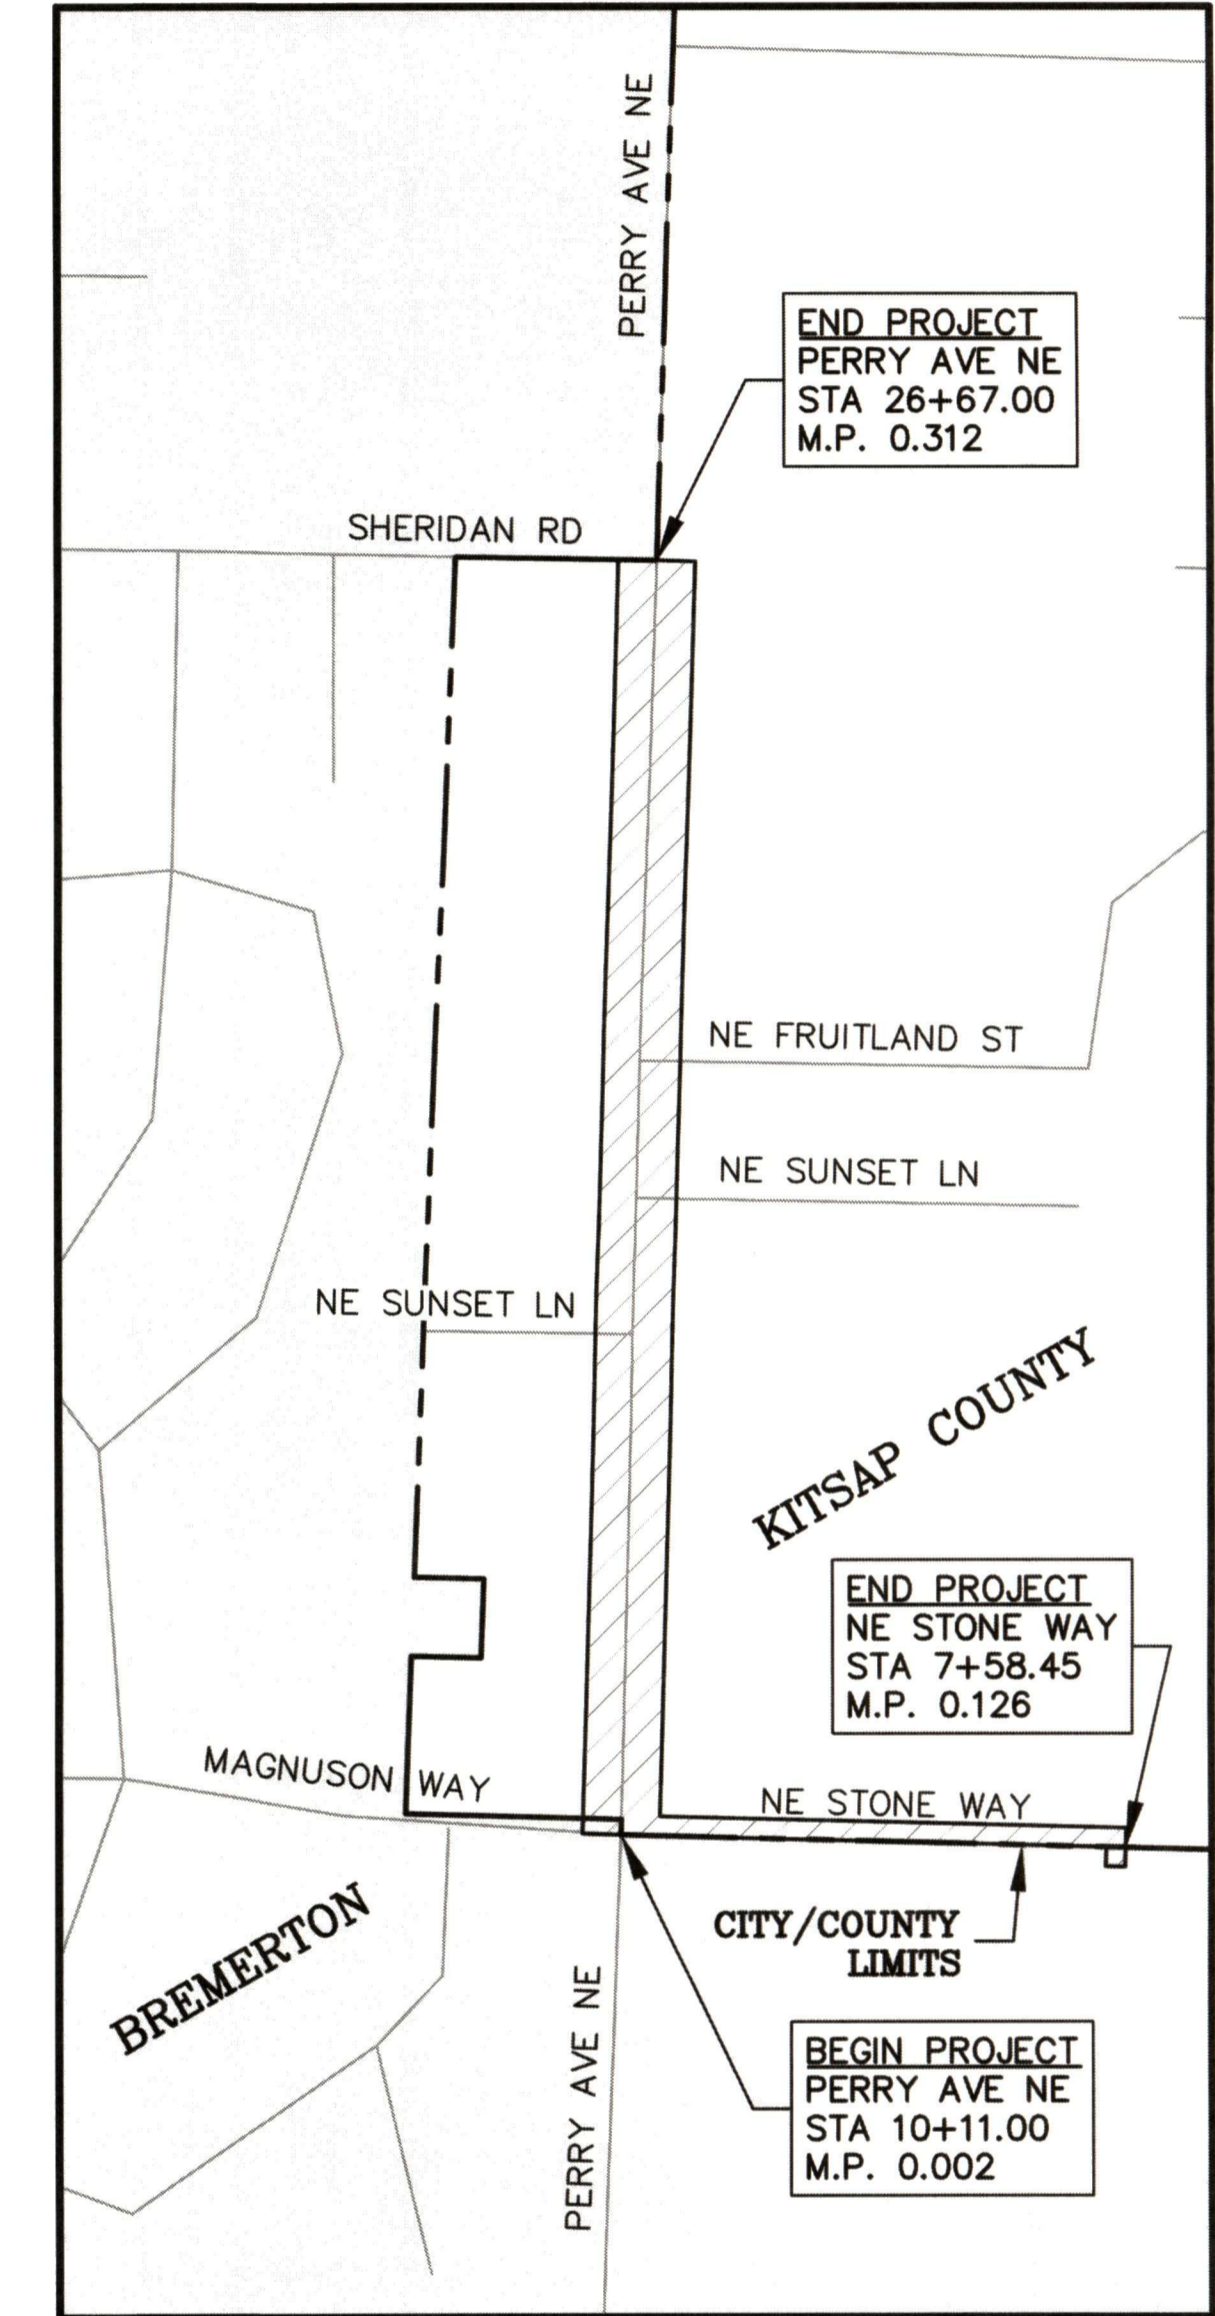 PERRY AVE NE
END PROJECT
PERRY AVE NE
STA 26+67.00
M.P. 0.312
SHERIDAN RD
NE FRUITLAND ST
NE SUNSET LN
NE SUNSET LN
KITSAP COUNTY
END PROJECT
NE STONE WAY
STA 7+58.45
M.P. 0.126
MAGNUSON WAY
NE STONE WAY
BREMERTON
CITY/COUNTY
LIMITS
PERRY AVE NE
BEGIN PROJECT
PERRY AVE NE
STA 10+11.00
M.P. 0.002